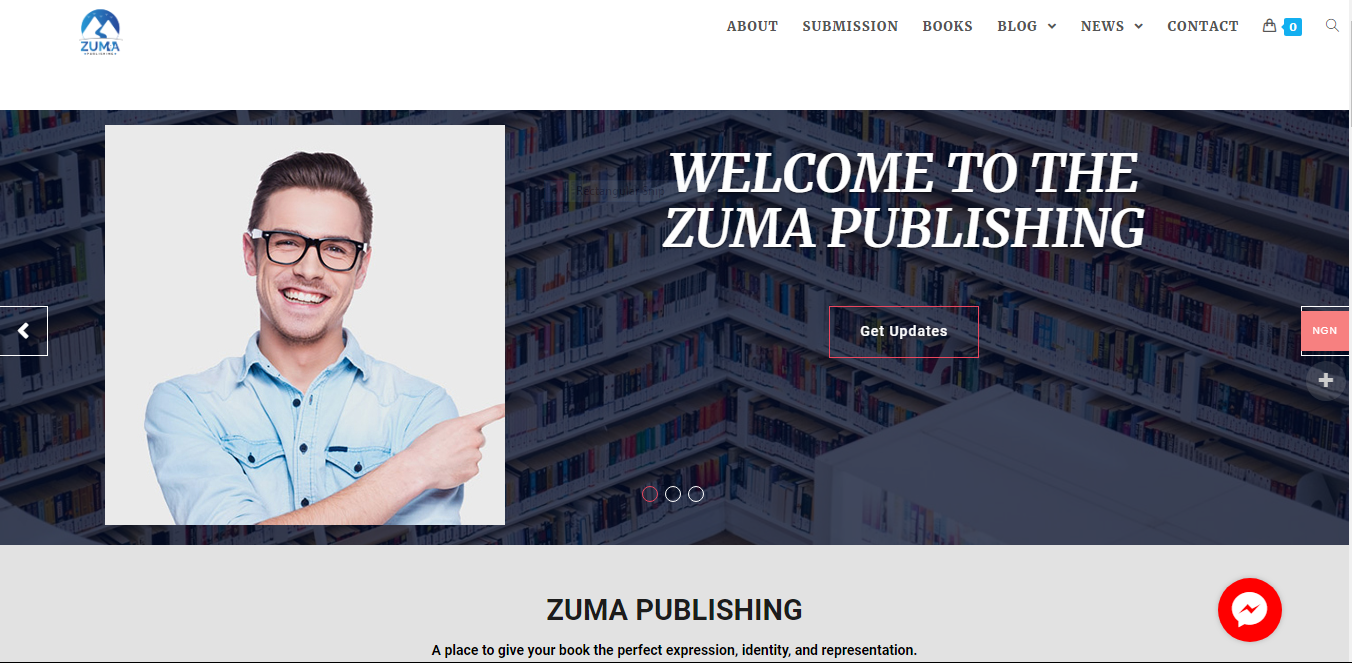 ZUMA
ABOUT
SUBMISSION
BOOKS
BLOG
NEWS
CONTACT
0
WELCOME TO THE
ZUMA PUBLISHING
Get Updates
NGN
ZUMA PUBLISHING
A place to give your book the perfect expression, identity, and representation.